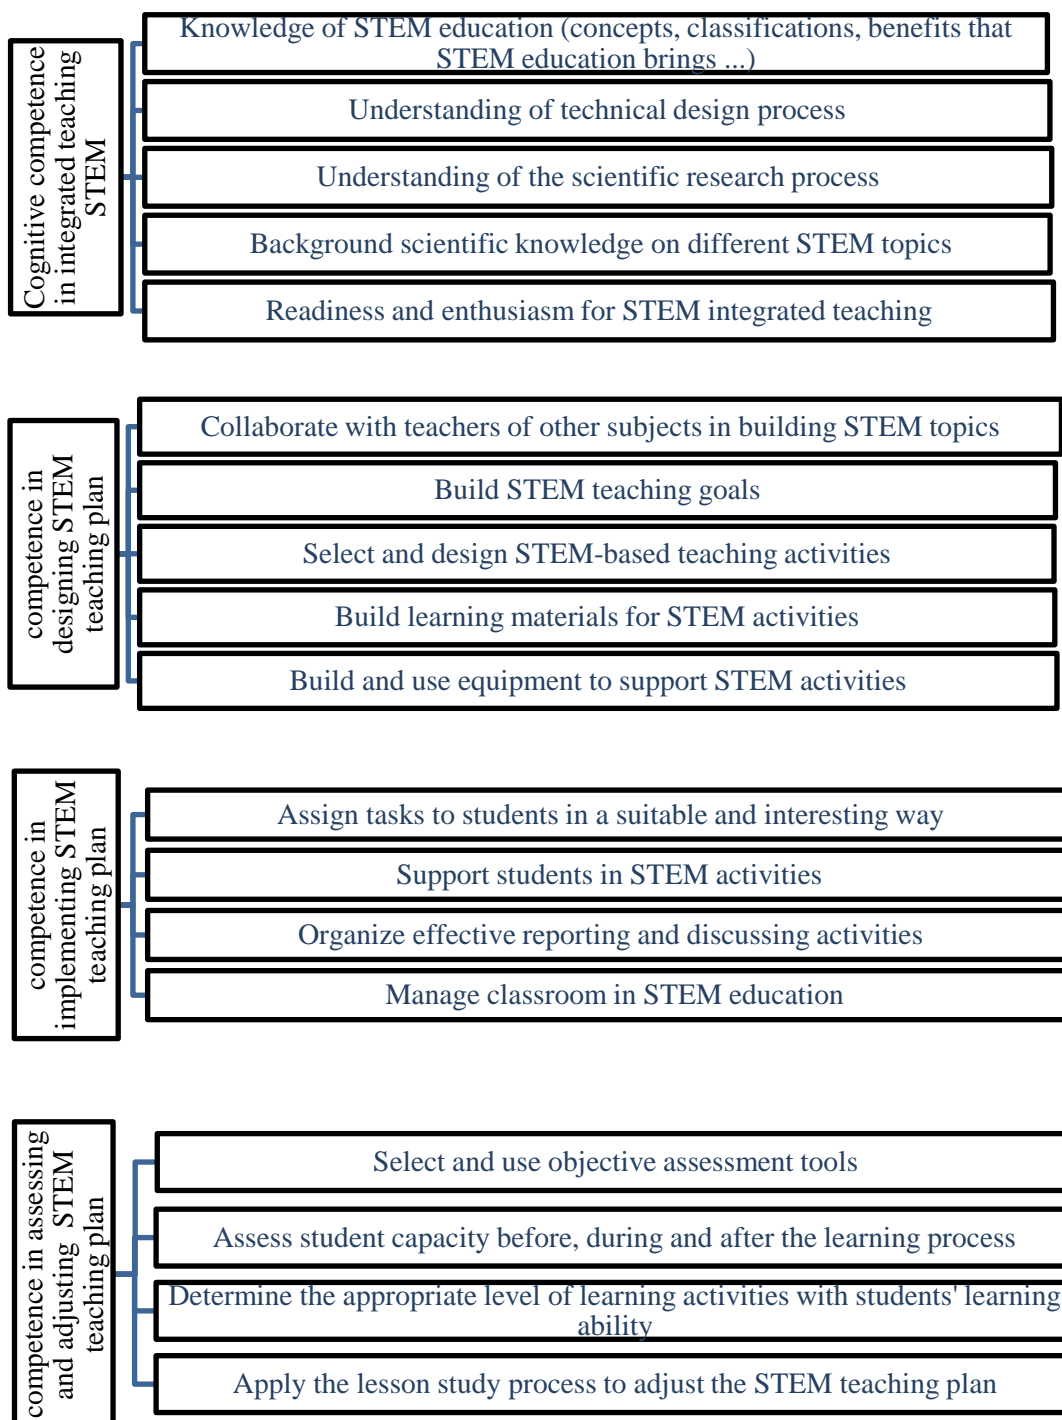 Cognitive competence
in integrated teaching
STEM
Knowledge of STEM education (concepts, classifications, benefits that
STEM education brings ...)
Understanding of technical design process
Understanding of the scientific research process
Background scientific knowledge on different STEM topics
Readiness and enthusiasm for STEM integrated teaching
competence in
designing STEM
teaching plan
Collaborate with teachers of other subjects in building STEM topics
Build STEM teaching goals
Select and design STEM-based teaching activities
Build learning materials for STEM activities
Build and use equipment to support STEM activities
competence in
implementing STEM
teaching plan
Assign tasks to students in a suitable and interesting way
Support students in STEM activities
Organize effective reporting and discussing activities
Manage classroom in STEM education
competence in assessing
and adjusting STEM
teaching plan
Select and use objective assessment tools
Assess student capacity before, during and after the learning process
Determine the appropriate level of learning activities with students' learning
ability
Apply the lesson study process to adjust the STEM teaching plan